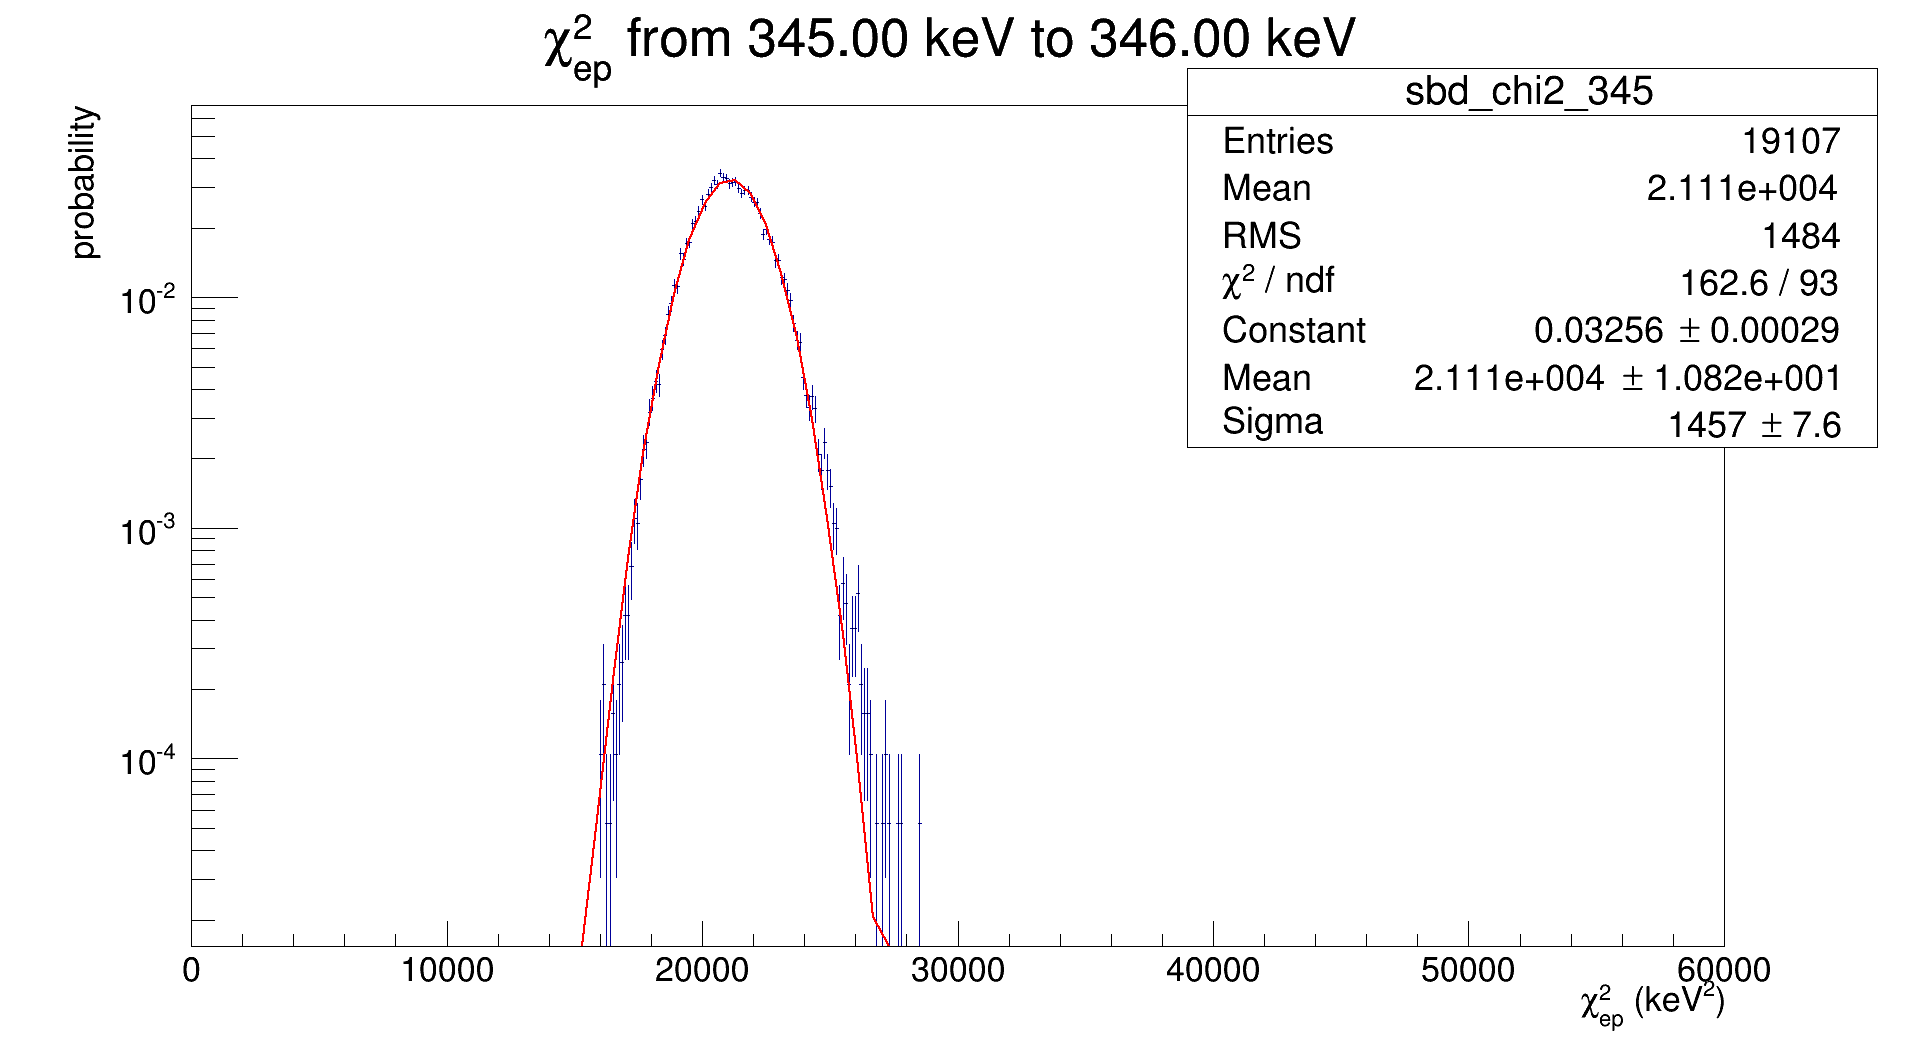 χ²ep from 345.00 keV to 346.00 keV
sbd_chi2_345
Entries 19107
Mean 2.111e+004
RMS 1484
χ² / ndf 162.6 / 93
Constant 0.03256 ± 0.00029
Mean 2.111e+004 ± 1.082e+001
Sigma 1457 ± 7.6
probability
10⁻²
10⁻³
10⁻⁴
0 10000 20000 30000 40000 50000 60000
χ²ep (keV²)